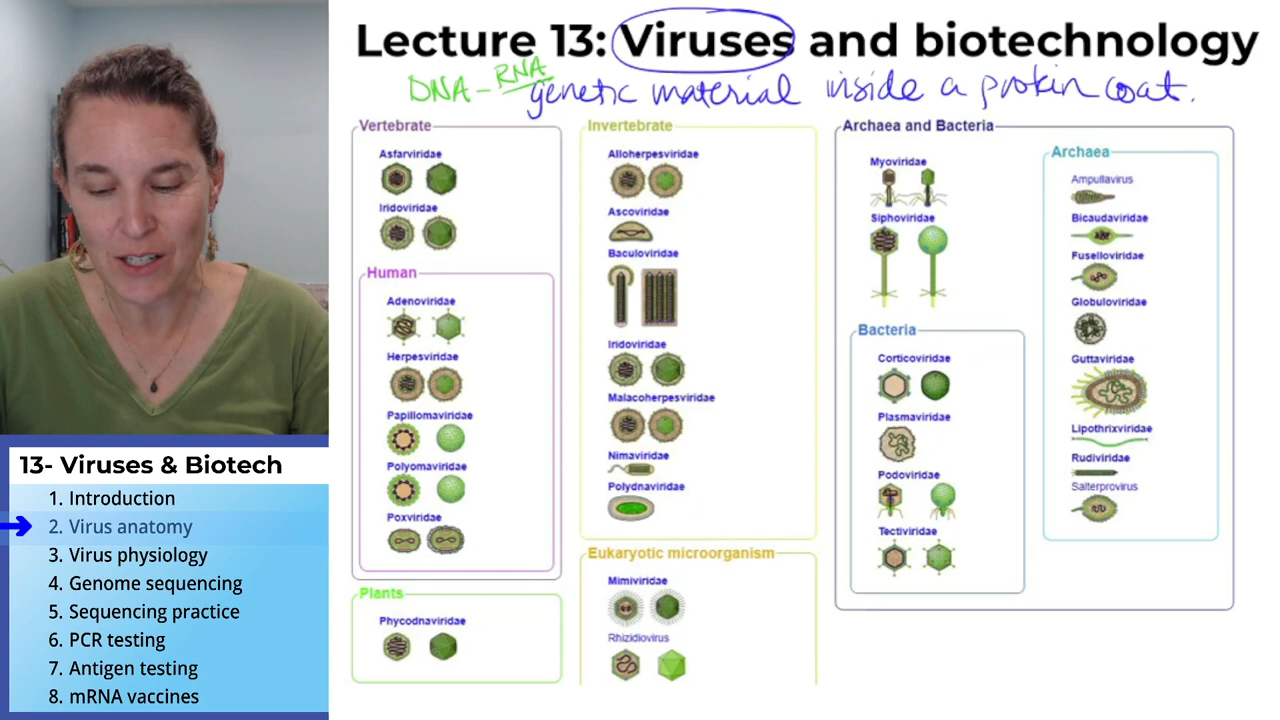 Lecture 13: Viruses and biotechnology
DNA - RNA
genetic material inside a protein coat.
Vertebrate
Asfarviridae
Iridoviridae
Human
Adenoviridae
Herpesviridae
Papillomaviridae
Polyomaviridae
Poxviridae
Plants
Phycodnaviridae
Invertebrate
Alloherpesviridae
Ascoviridae
Baculoviridae
Iridoviridae
Malacoherpesviridae
Nimaviridae
Polydnaviridae
Eukaryotic microorganism
Mimiviridae
Rhizidiovirus
Archaea and Bacteria
Myoviridae
Siphoviridae
Bacteria
Corticoviridae
Plasmaviridae
Podoviridae
Tectiviridae
Archaea
Ampullavirus
Bicaudaviridae
Fuselloviridae
Globuloviridae
Guttaviridae
Lipothrixviridae
Rudiviridae
Salterprovirus
13- Viruses & Biotech
1. Introduction
2. Virus anatomy
3. Virus physiology
4. Genome sequencing
5. Sequencing practice
6. PCR testing
7. Antigen testing
8. mRNA vaccines